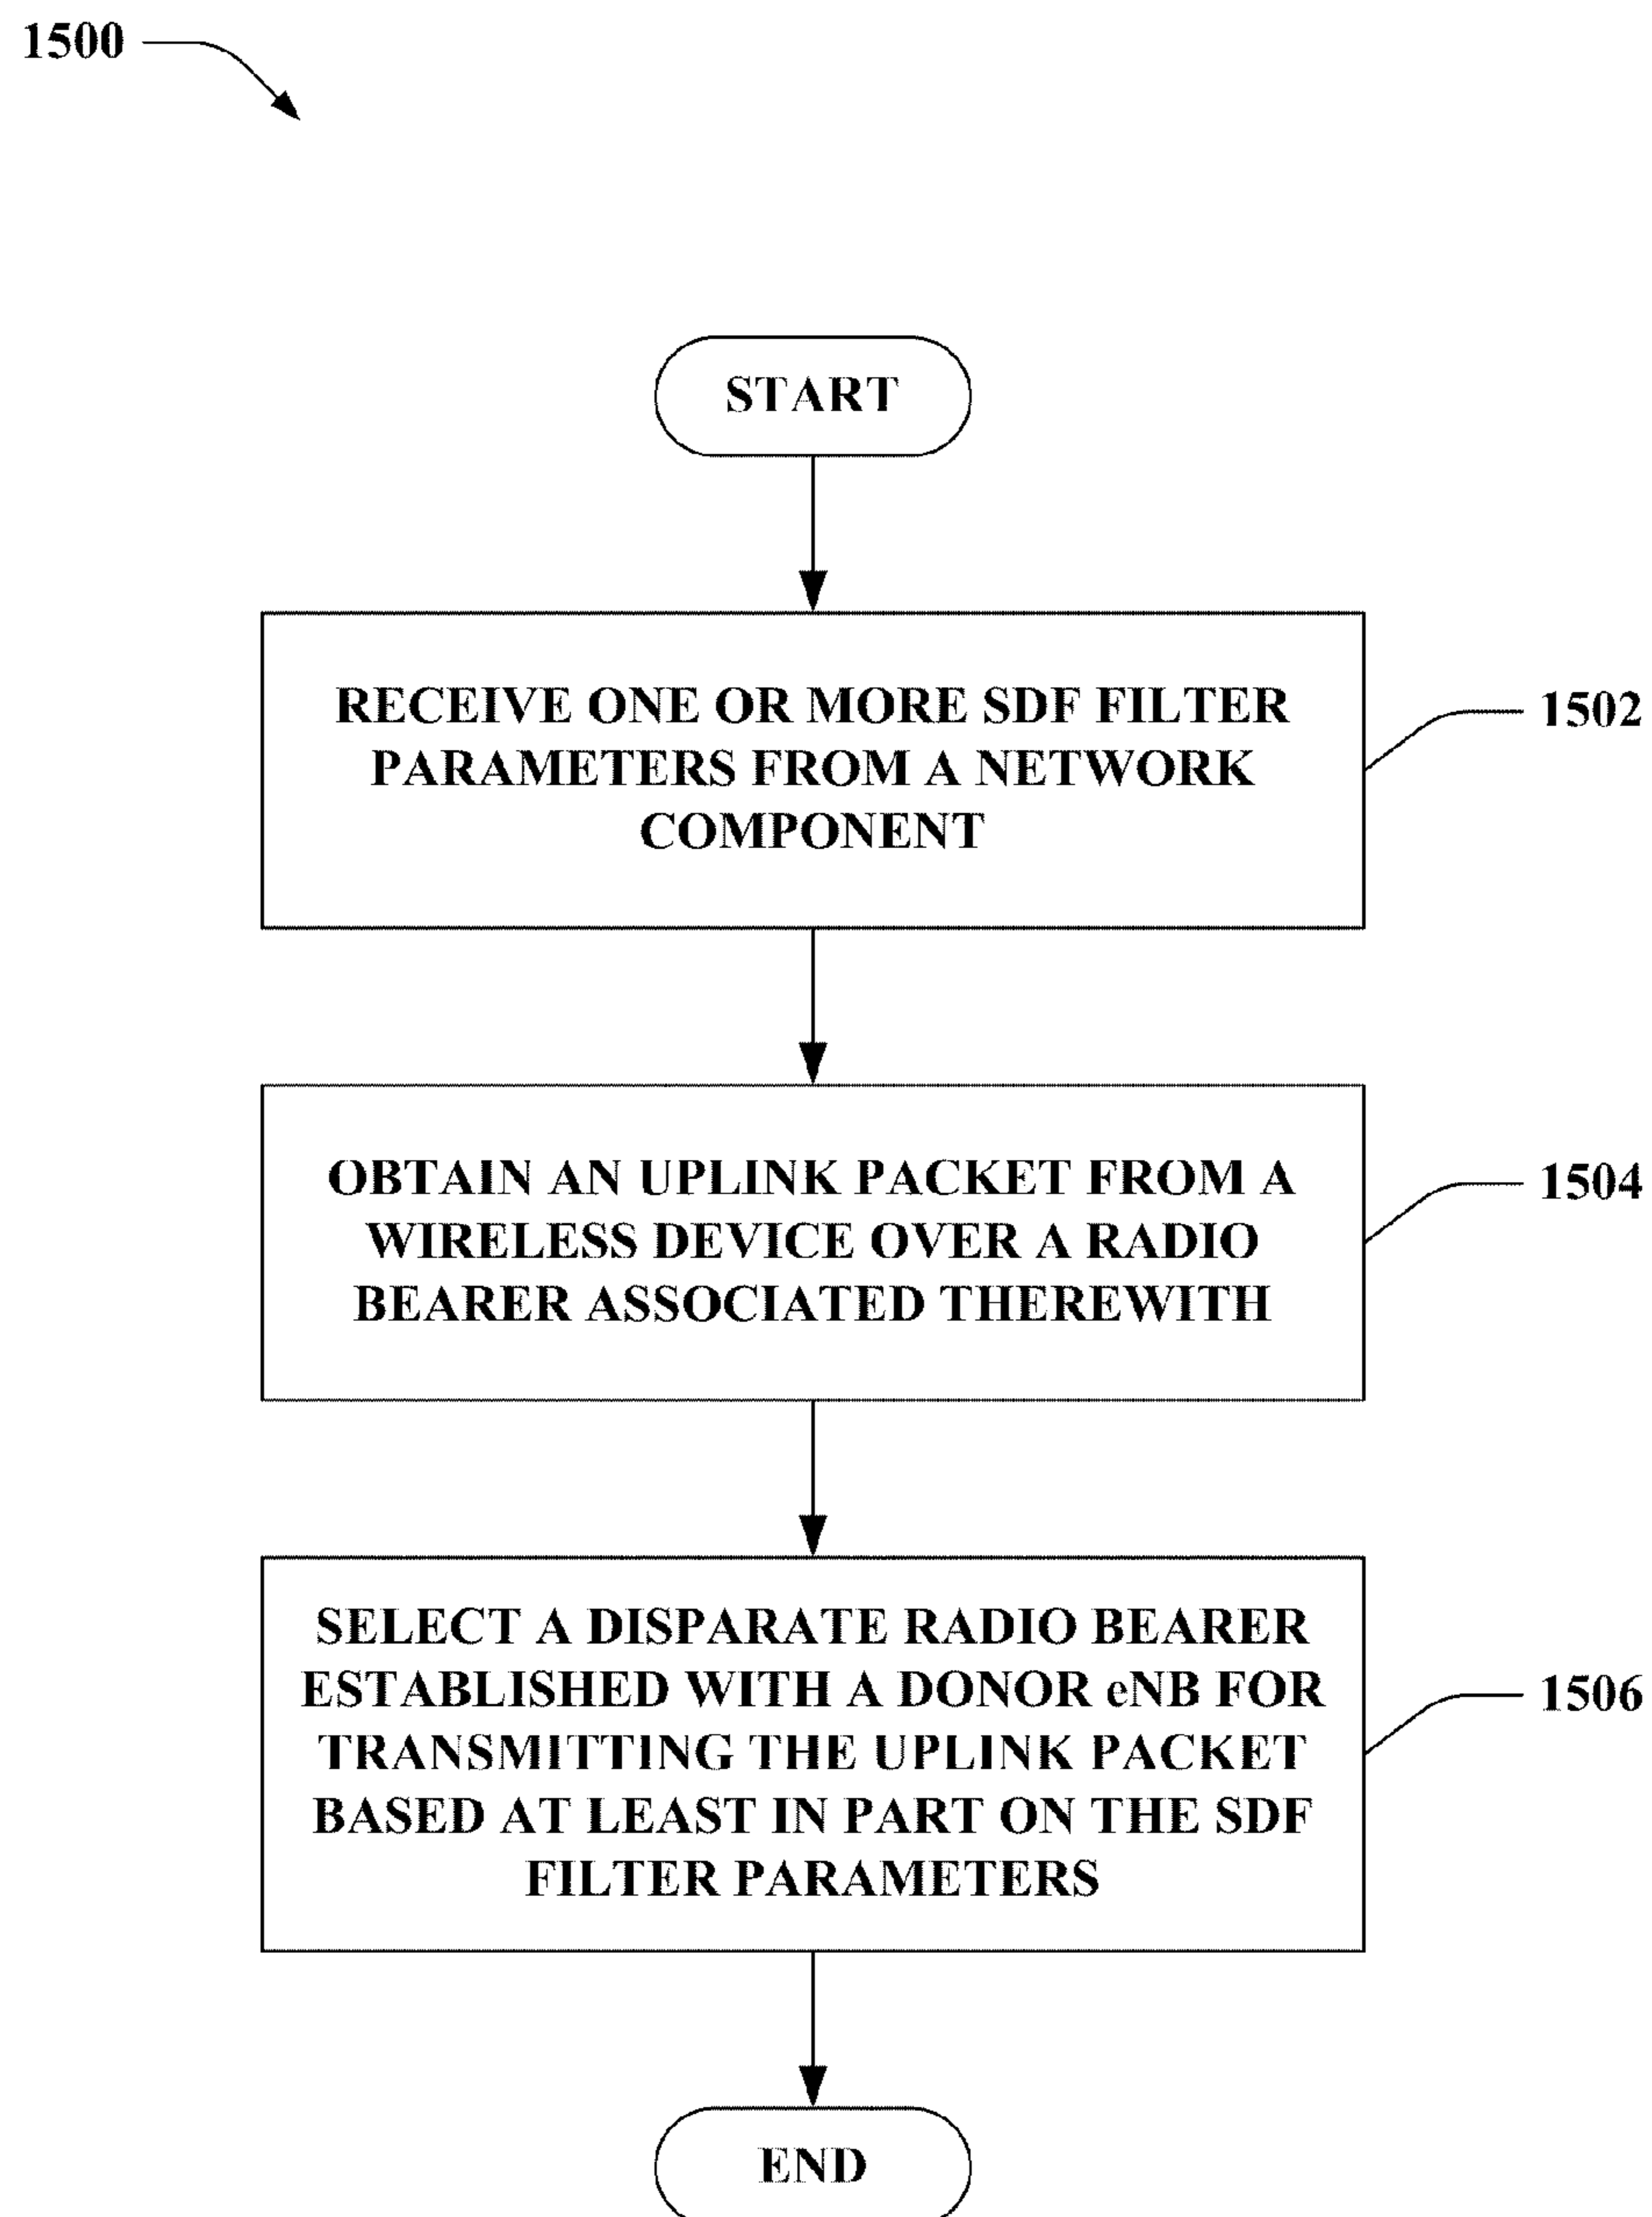 1500
START
RECEIVE ONE OR MORE SDF FILTER
PARAMETERS FROM A NETWORK
COMPONENT
1502
OBTAIN AN UPLINK PACKET FROM A
WIRELESS DEVICE OVER A RADIO
BEARER ASSOCIATED THEREWITH
1504
SELECT A DISPARATE RADIO BEARER
ESTABLISHED WITH A DONOR eNB FOR
TRANSMITTING THE UPLINK PACKET
BASED AT LEAST IN PART ON THE SDF
FILTER PARAMETERS
1506
END